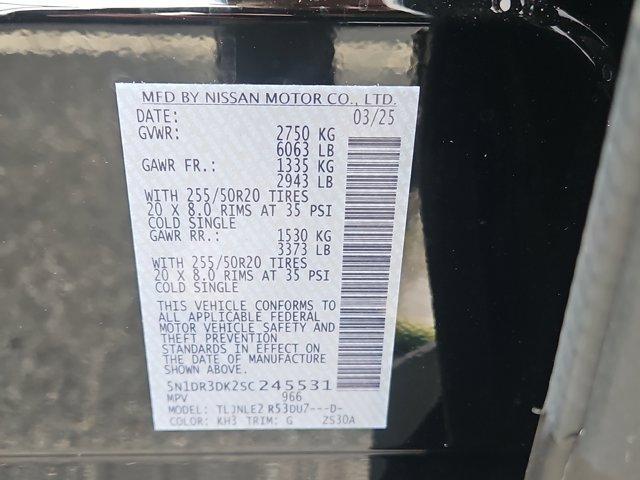 MFD BY NISSAN MOTOR CO., LTD.
DATE: 03/25
GVWR: 2750 KG
6063 LB
GAWR FR.: 1335 KG
2943 LB
WITH 255/50R20 TIRES
20 X 8.0 RIMS AT 35 PSI
COLD SINGLE
GAWR RR.: 1530 KG
3373 LB
WITH 255/50R20 TIRES
20 X 8.0 RIMS AT 35 PSI
COLD SINGLE
THIS VEHICLE CONFORMS TO
ALL APPLICABLE FEDERAL
MOTOR VEHICLE SAFETY AND
THEFT PREVENTION
STANDARDS IN EFFECT ON
THE DATE OF MANUFACTURE
SHOWN ABOVE.
5N1DR3DK2SC245531
MPV 966
MODEL: TLJNLE2 R53DU7---D-
COLOR: KH3 TRIM: G ZS30A